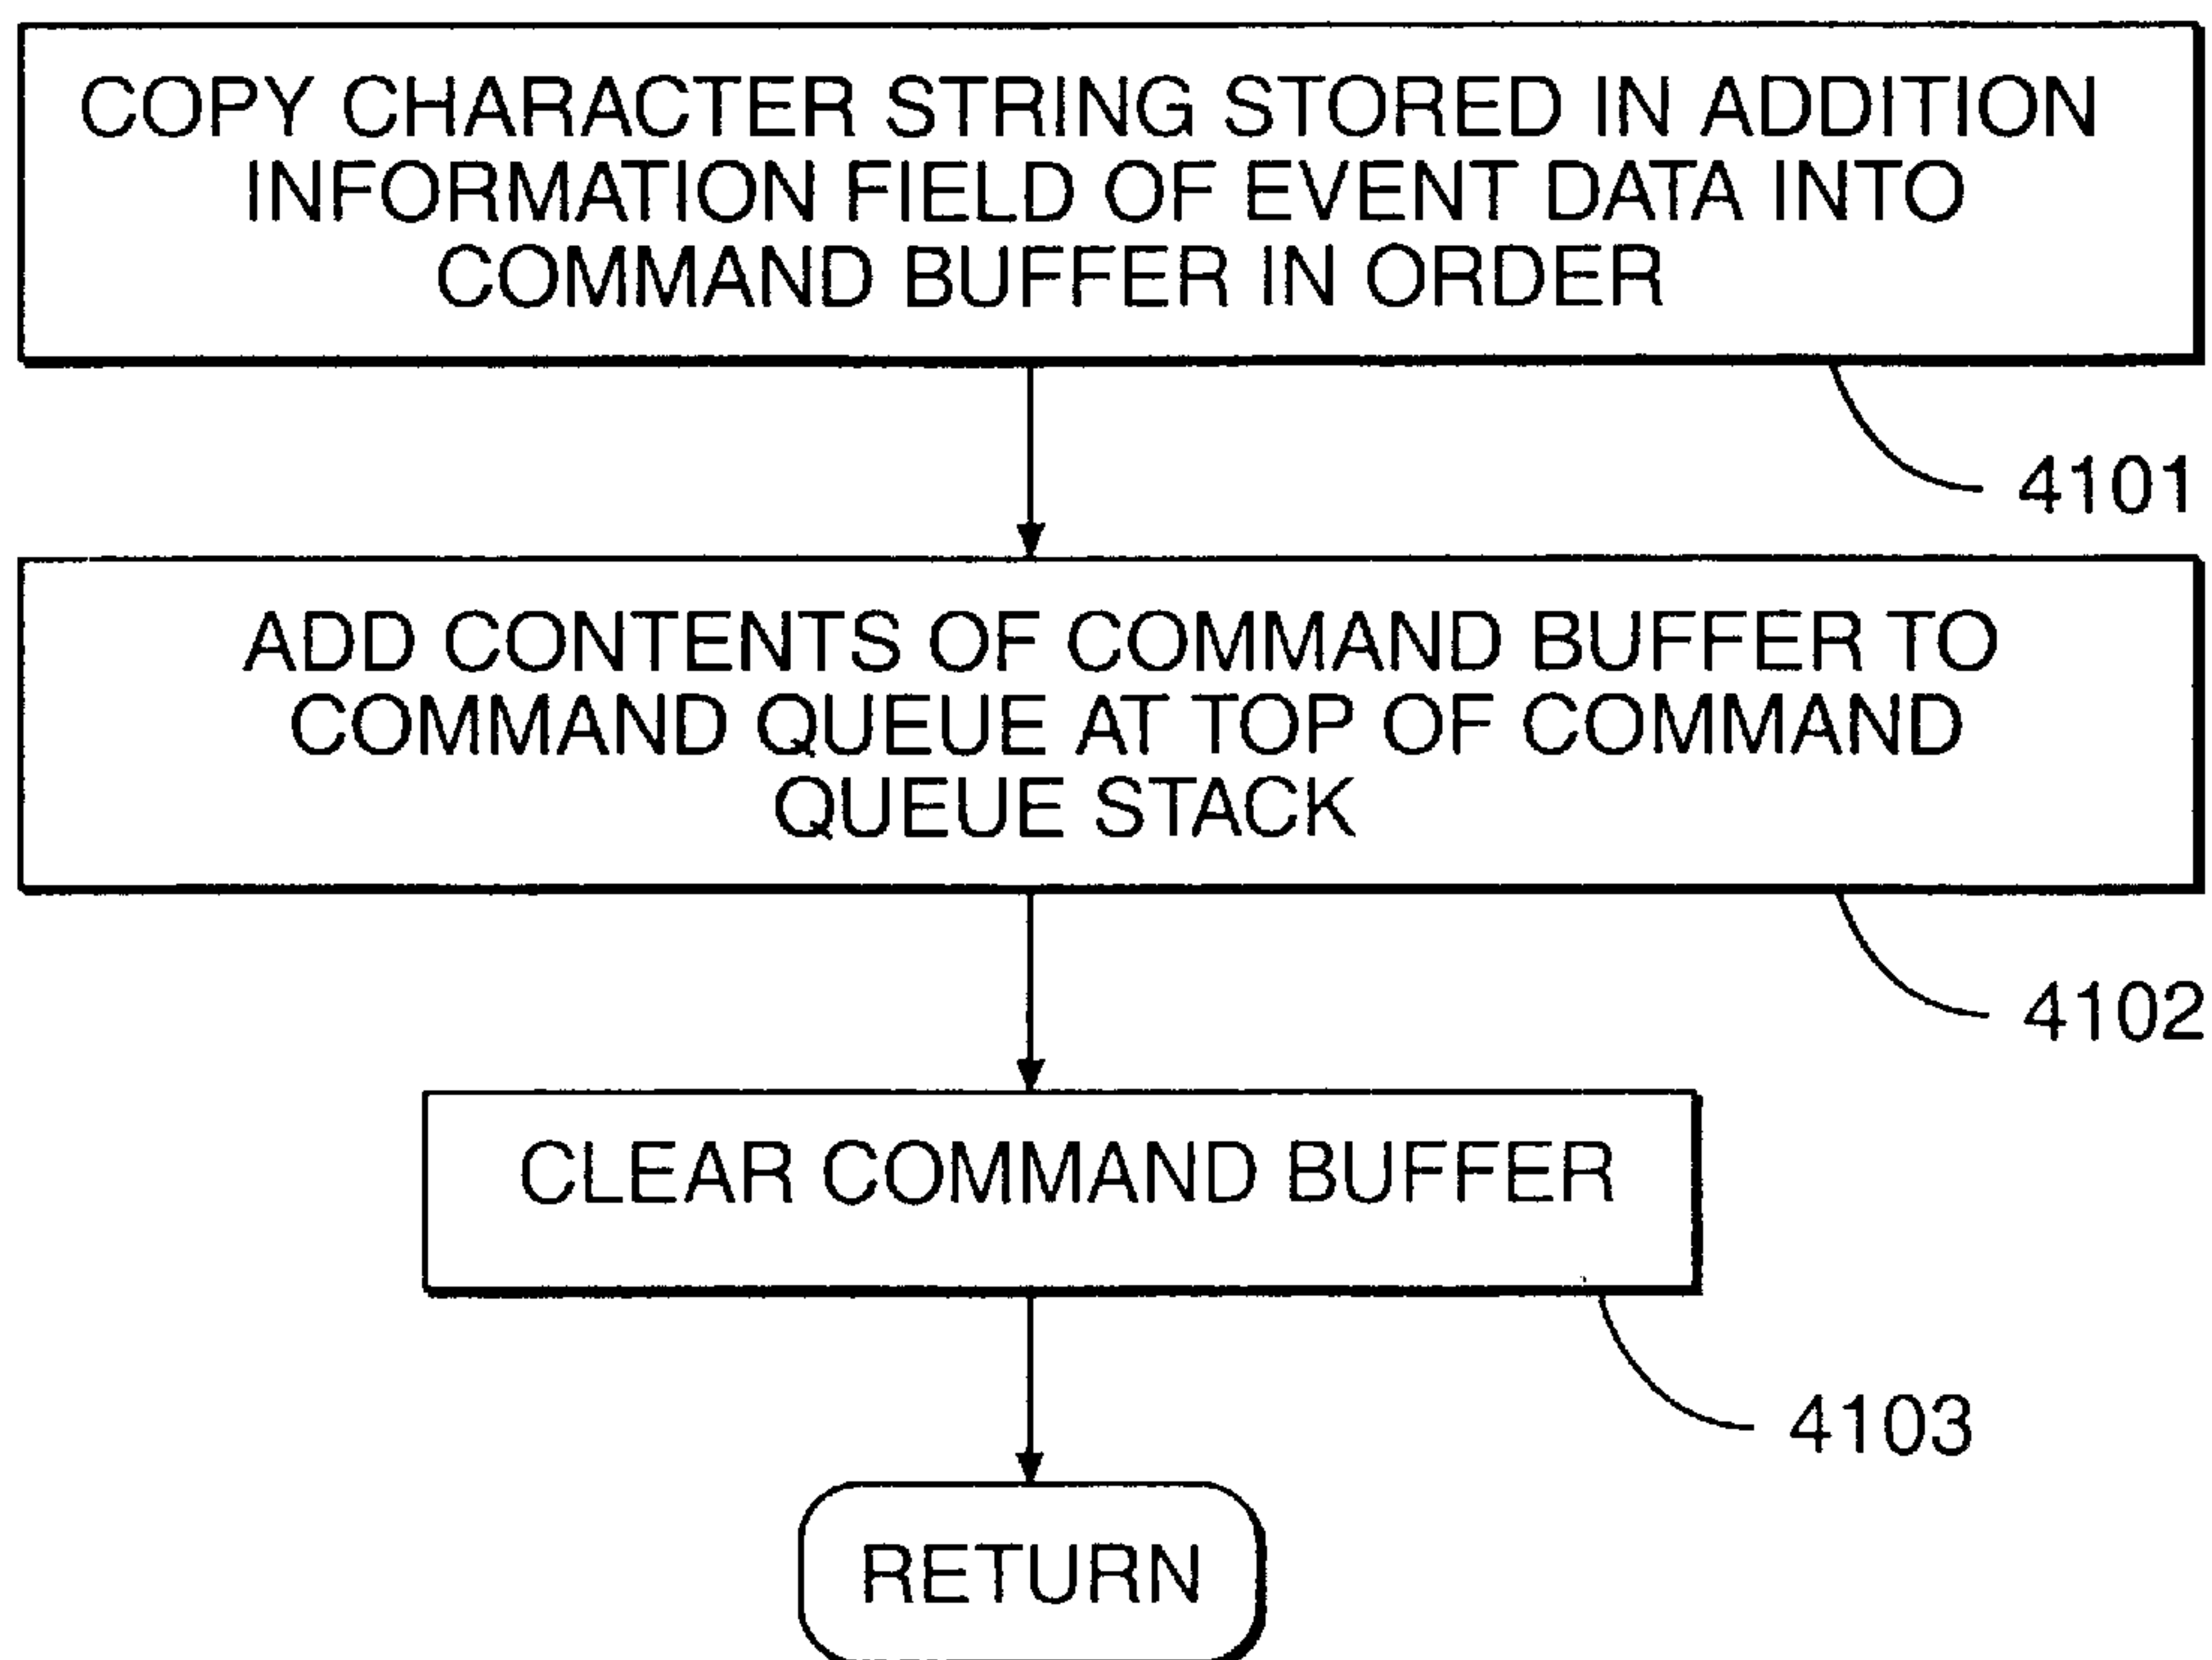 COPY CHARACTER STRING STORED IN ADDITION
INFORMATION FIELD OF EVENT DATA INTO
COMMAND BUFFER IN ORDER
4101
ADD CONTENTS OF COMMAND BUFFER TO
COMMAND QUEUE AT TOP OF COMMAND
QUEUE STACK
4102
CLEAR COMMAND BUFFER
4103
RETURN